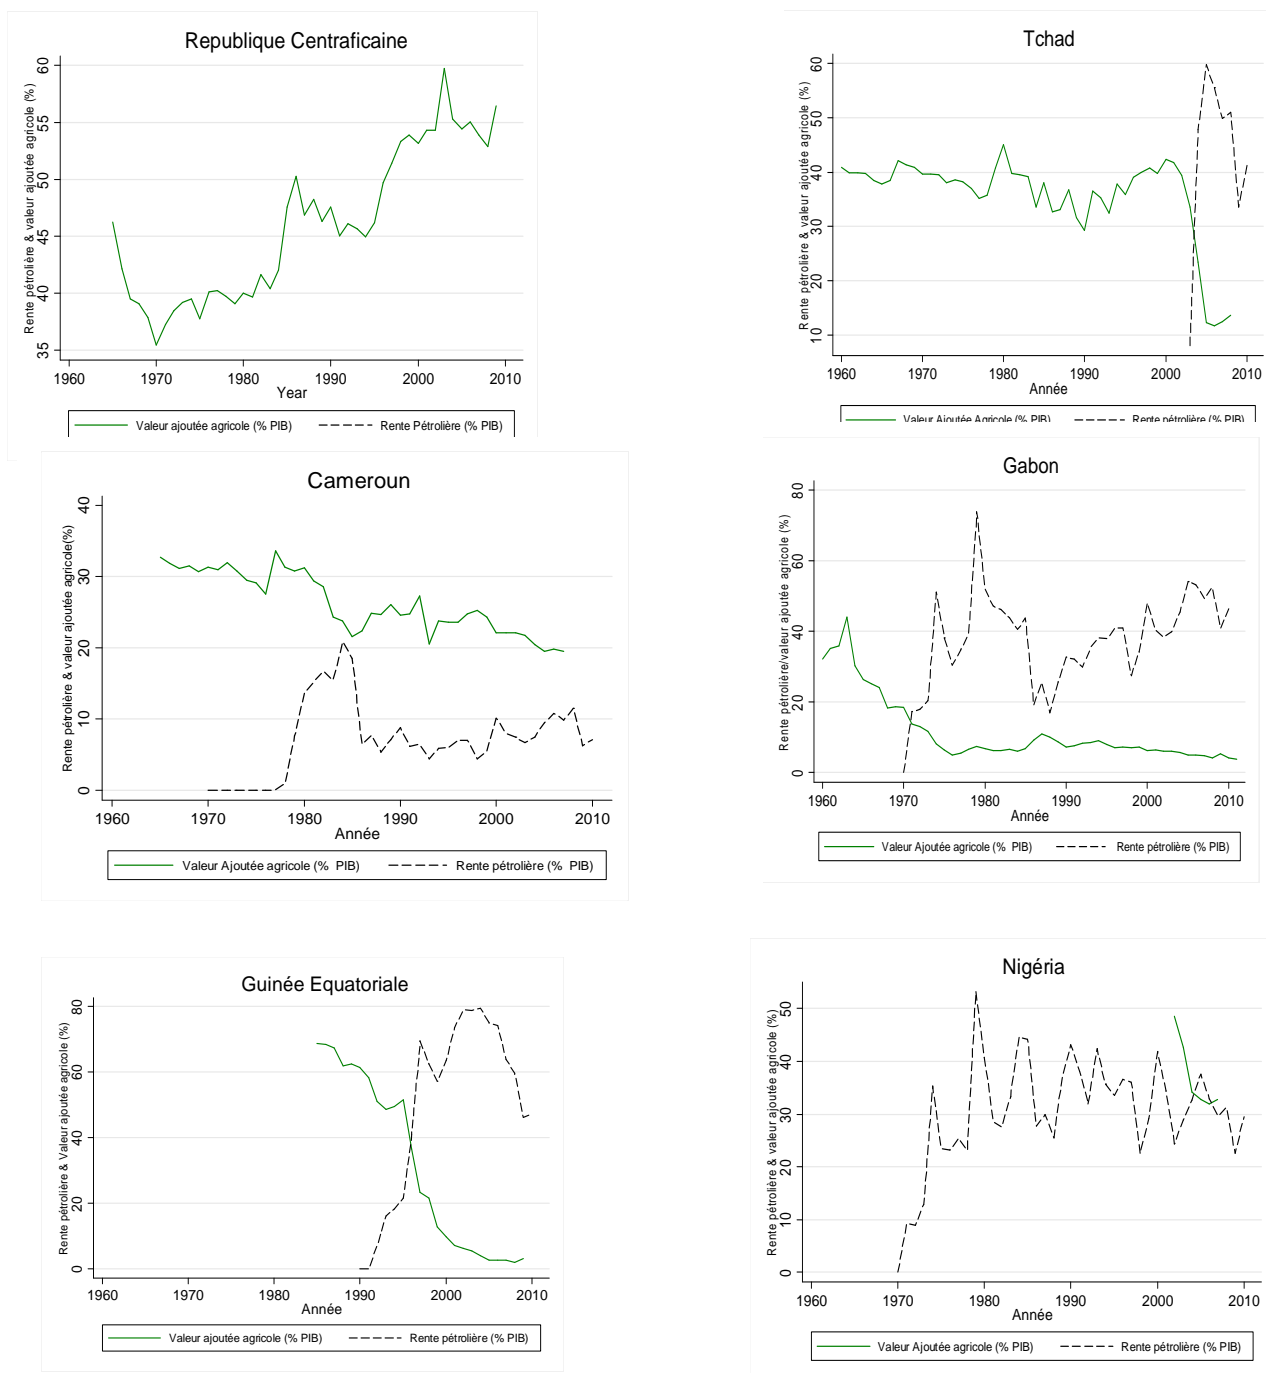 Republique Centraficaine
Rente pétrolière & valeur ajoutée agricole (%)
60
55
50
45
40
35
1960 1970 1980 1990 2000 2010
Year
Valeur ajoutée agricole (% PIB) Rente Pétrolière (% PIB)
Tchad
Rente pétrolière & valeur ajoutée agricole (%)
60
50
40
30
20
10
1960 1970 1980 1990 2000 2010
Année
Valeur Ajoutée Agricole (% PIB) Rente pétrolière (% PIB)
Cameroun
Rente pétrolière & valeur ajoutée agricole(%)
40
30
20
10
0
1960 1970 1980 1990 2000 2010
Année
Valeur Ajoutée agricole (% PIB) Rente pétrolière (% PIB)
Gabon
Rente pétrolière/valeur ajoutée agricole (%)
80
60
40
20
0
1960 1970 1980 1990 2000 2010
Année
Valeur Ajoutée agricole (% PIB) Rente pétrolière (% PIB)
Guinée Equatoriale
Rente pétrolière & Valeur ajoutée agricole (%)
80
60
40
20
0
1960 1970 1980 1990 2000 2010
Année
Valeur ajoutée agricole (% PIB) Rente pétrolière (% PIB)
Nigéria
Rente pétrolière & valeur ajoutée agricole (%)
50
40
30
20
10
0
1960 1970 1980 1990 2000 2010
Année
Valeur Ajoutée agricole (% PIB) Rente pétrolière (% PIB)